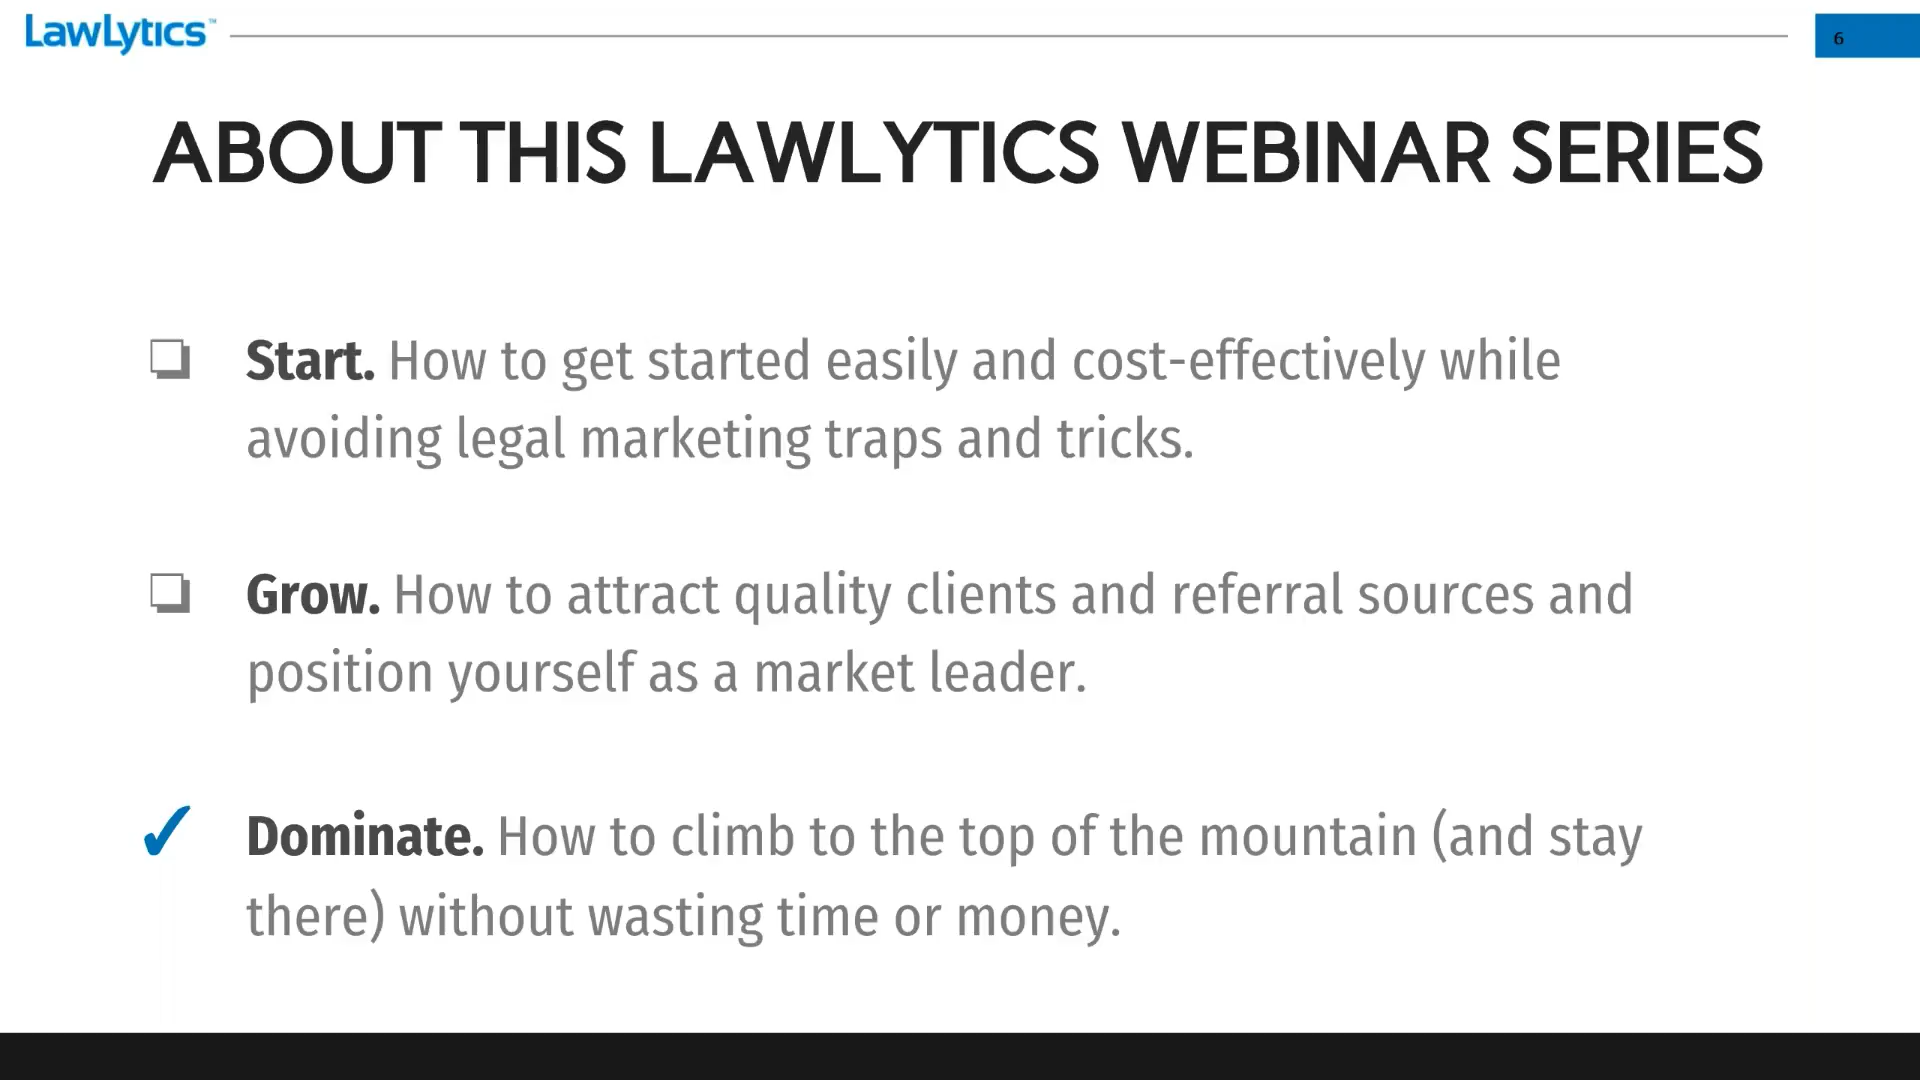 LawLytics™
6
ABOUT THIS LAWLYTICS WEBINAR SERIES
❏ Start. How to get started easily and cost-effectively while
avoiding legal marketing traps and tricks.
❏ Grow. How to attract quality clients and referral sources and
position yourself as a market leader.
✓ Dominate. How to climb to the top of the mountain (and stay
there) without wasting time or money.